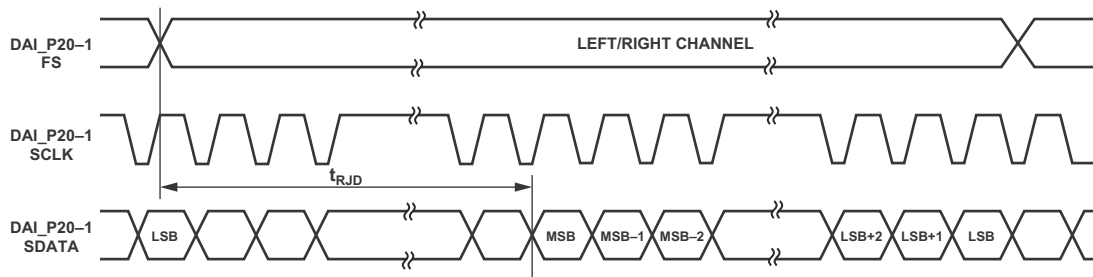 DAI_P20–1
FS
LEFT/RIGHT CHANNEL
DAI_P20–1
SCLK
tRJD
DAI_P20–1
SDATA
LSB
MSB
MSB–1
MSB–2
LSB+2
LSB+1
LSB